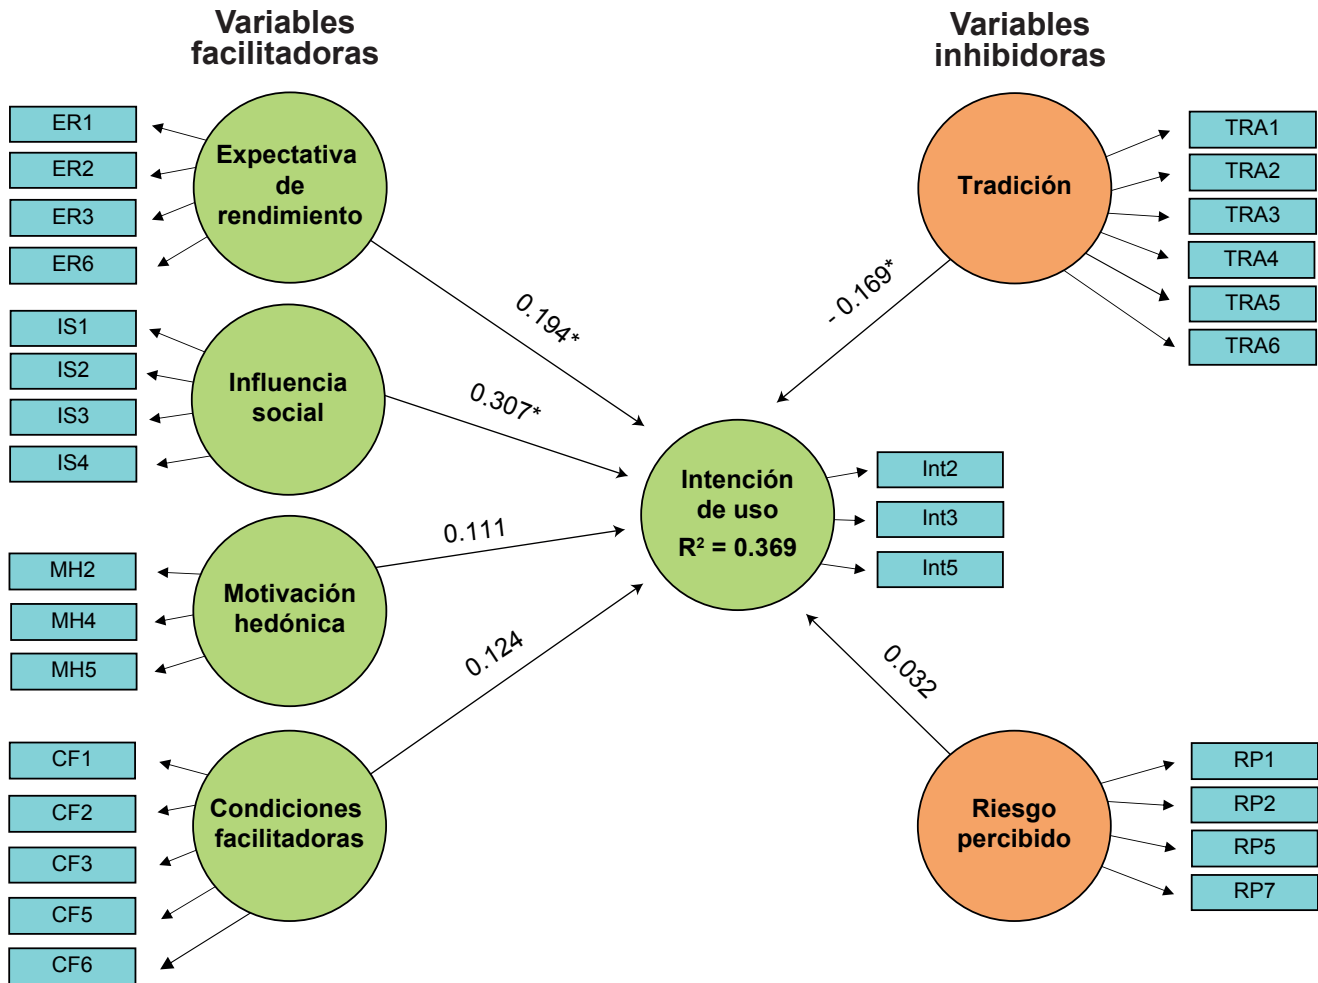 Variables
facilitadoras
Variables
inhibidoras
ER1
ER2
ER3
ER6
Expectativa
de
rendimiento
IS1
IS2
IS3
IS4
Influencia
social
MH2
MH4
MH5
Motivación
hedónica
CF1
CF2
CF3
CF5
CF6
Condiciones
facilitadoras
0.194*
0.307*
0.111
0.124
Intención
de uso
R² = 0.369
Int2
Int3
Int5
- 0.169*
0.032
Tradición
TRA1
TRA2
TRA3
TRA4
TRA5
TRA6
Riesgo
percibido
RP1
RP2
RP5
RP7